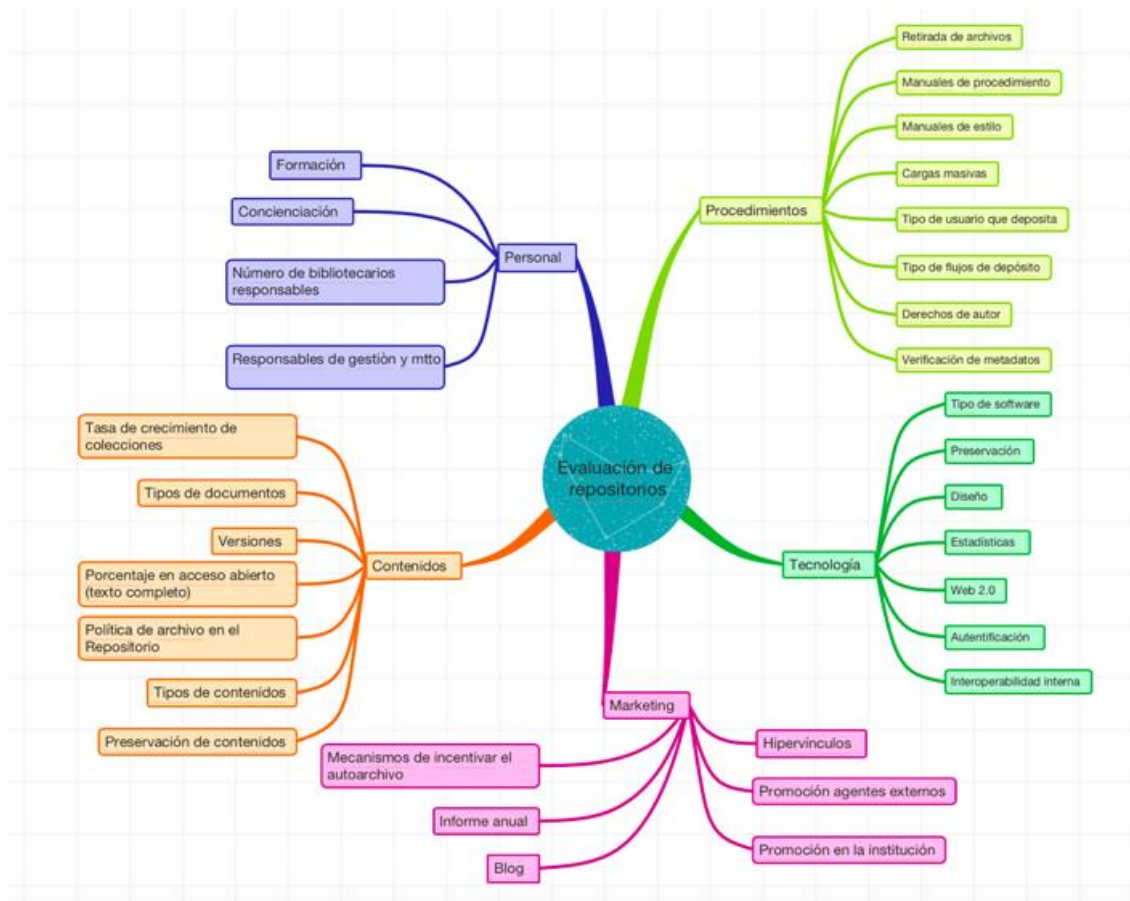 Retirada de archivos
Manuales de procedimiento
Manuales de estilo
Cargas masivas
Procedimientos
Tipo de usuario que deposita
Tipo de flujos de depósito
Derechos de autor
Verificación de metadatos
Formación
Concienciación
Personal
Número de bibliotecarios
responsables
Responsables de gestiòn y mtto
Evaluación de
repositorios
Tasa de crecimiento de
colecciones
Tipos de documentos
Versiones
Contenidos
Porcentaje en acceso abierto
(texto completo)
Política de archivo en el
Repositorio
Tipos de contenidos
Preservación de contenidos
Tipo de software
Preservación
Diseño
Estadísticas
Tecnología
Web 2.0
Autentificación
Interoperabilidad interna
Marketing
Mecanismos de incentivar el
autoarchivo
Informe anual
Blog
Hipervínculos
Promoción agentes externos
Promoción en la institución